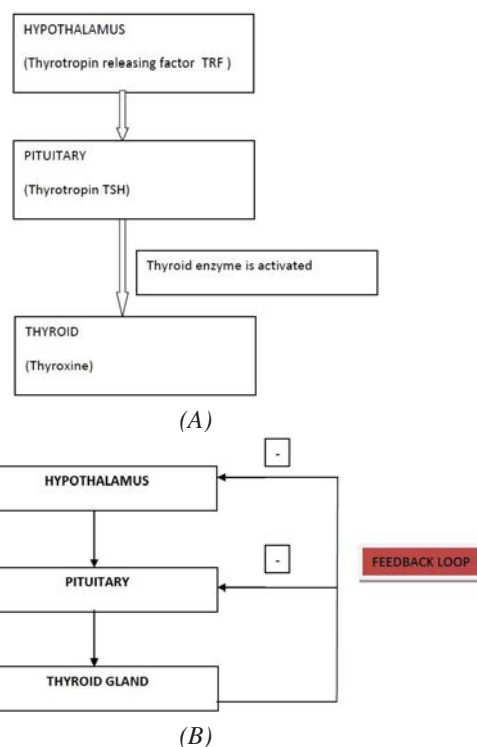 HYPOTHALAMUS
(Thyrotropin releasing factor TRF )
PITUITARY
(Thyrotropin TSH)
Thyroid enzyme is activated
THYROID
(Thyroxine)
(A)
-
HYPOTHALAMUS
-
FEEDBACK LOOP
PITUITARY
THYROID GLAND
(B)